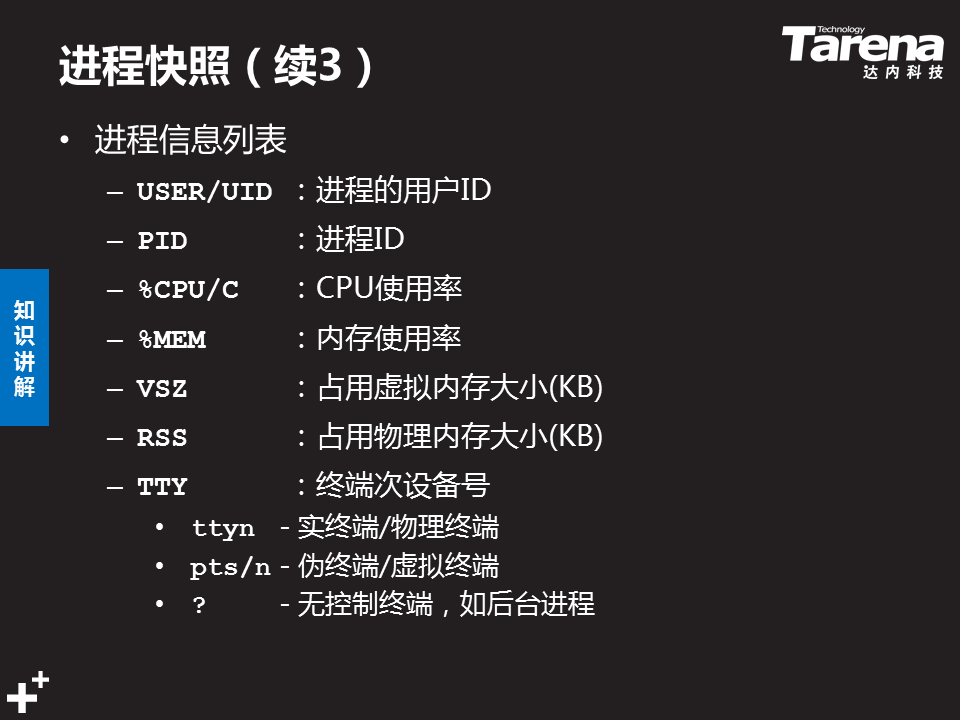 进程快照（续3）
Technology
Tarena
达内科技
• 进程信息列表
– USER/UID ：进程的用户ID
– PID ：进程ID
– %CPU/C ：CPU使用率
– %MEM ：内存使用率
– VSZ ：占用虚拟内存大小(KB)
– RSS ：占用物理内存大小(KB)
– TTY ：终端次设备号
• ttyn - 实终端/物理终端
• pts/n - 伪终端/虚拟终端
• ? - 无控制终端，如后台进程
知识讲解